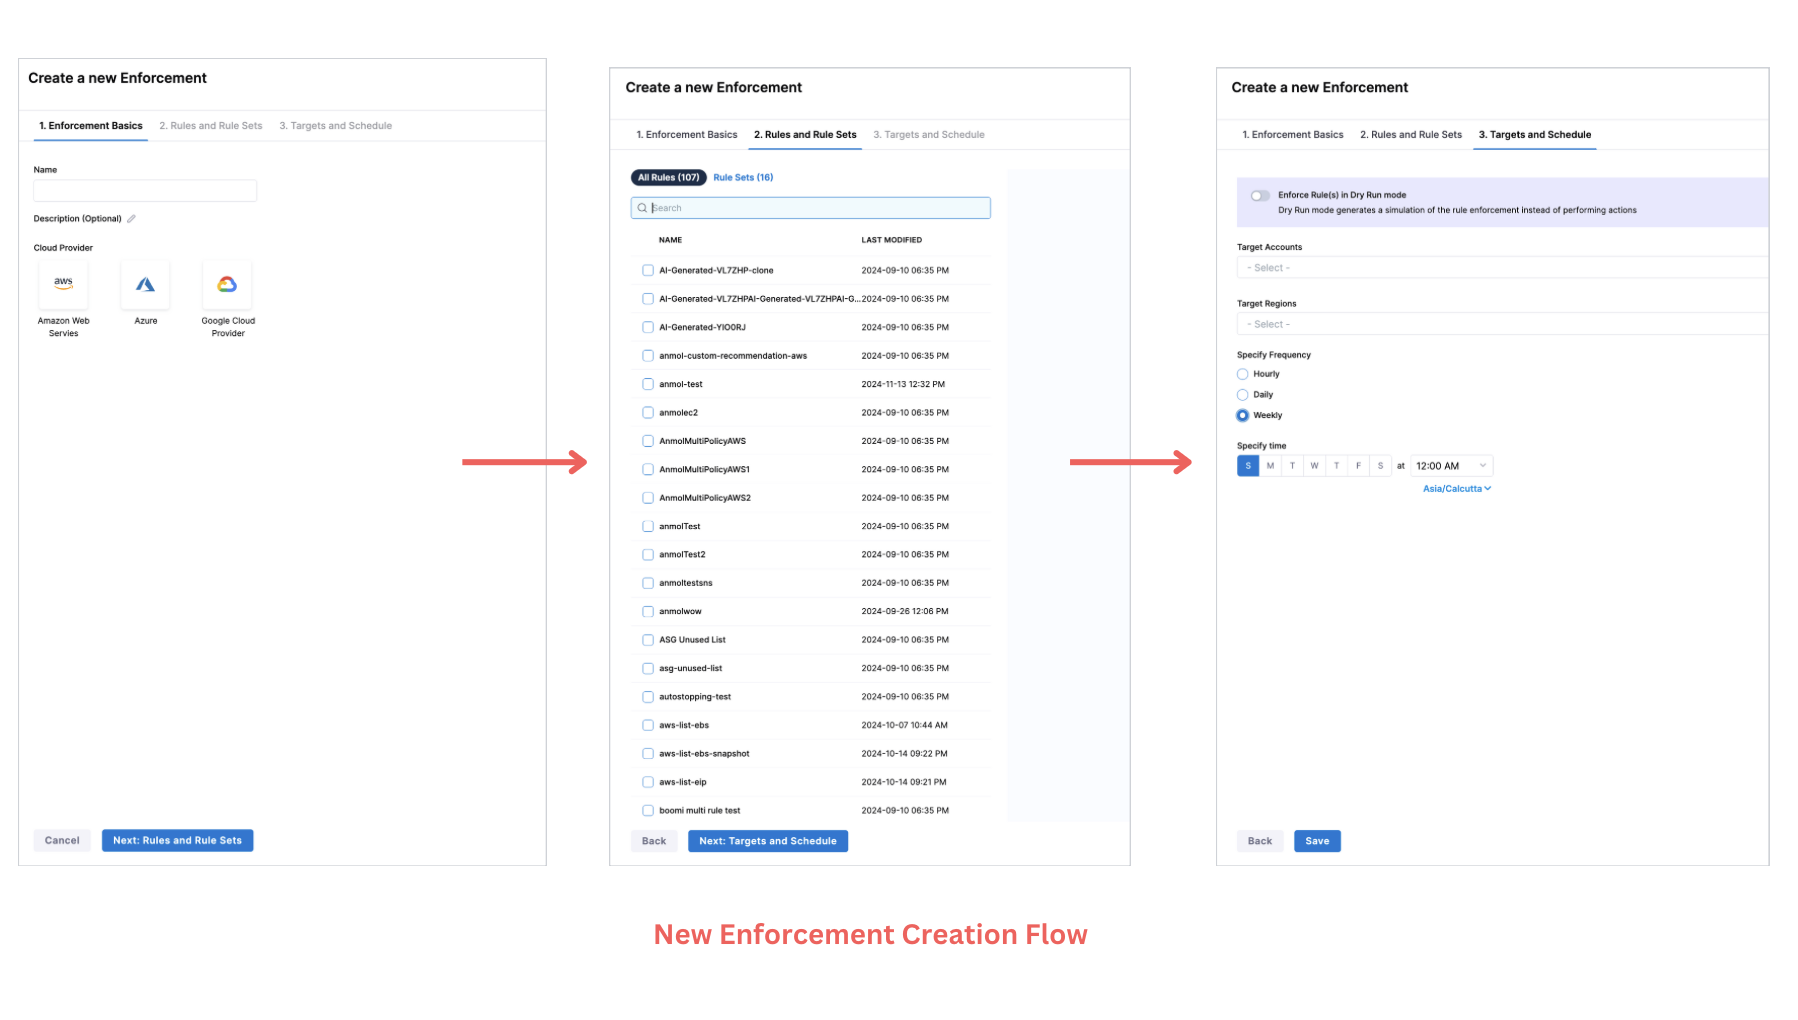 Create a new Enforcement
1. Enforcement Basics 2. Rules and Rule Sets 3. Targets and Schedule
Name
Description (Optional)
Cloud Provider
aws
Amazon Web Servies
Azure
Google Cloud Provider
Cancel Next: Rules and Rule Sets
Create a new Enforcement
1. Enforcement Basics 2. Rules and Rule Sets 3. Targets and Schedule
All Rules (107) Rule Sets (16)
Search
NAME LAST MODIFIED
AI-Generated-VL7ZHP-clone 2024-09-10 06:35 PM
AI-Generated-VL7ZHPAI-Generated-VL7ZHPAI-G... 2024-09-10 06:35 PM
AI-Generated-YIO0RJ 2024-09-10 06:35 PM
anmol-custom-recommendation-aws 2024-09-10 06:35 PM
anmol-test 2024-11-13 12:32 PM
anmolec2 2024-09-10 06:35 PM
AnmolMultiPolicyAWS 2024-09-10 06:35 PM
AnmolMultiPolicyAWS1 2024-09-10 06:35 PM
AnmolMultiPolicyAWS2 2024-09-10 06:35 PM
anmolTest 2024-09-10 06:35 PM
anmolTest2 2024-09-10 06:35 PM
anmoltestsns 2024-09-10 06:35 PM
anmolwow 2024-09-26 12:06 PM
ASG Unused List 2024-09-10 06:35 PM
asg-unused-list 2024-09-10 06:35 PM
autostopping-test 2024-09-10 06:35 PM
aws-list-ebs 2024-10-07 10:44 AM
aws-list-ebs-snapshot 2024-10-14 09:22 PM
aws-list-eip 2024-10-14 09:21 PM
boomi multi rule test 2024-09-10 06:35 PM
Back Next: Targets and Schedule
Create a new Enforcement
1. Enforcement Basics 2. Rules and Rule Sets 3. Targets and Schedule
Enforce Rule(s) in Dry Run mode
Dry Run mode generates a simulation of the rule enforcement instead of performing actions
Target Accounts
- Select -
Target Regions
- Select -
Specify Frequency
Hourly
Daily
Weekly
Specify time
S M T W T F S at 12:00 AM
Asia/Calcutta
Back Save
New Enforcement Creation Flow